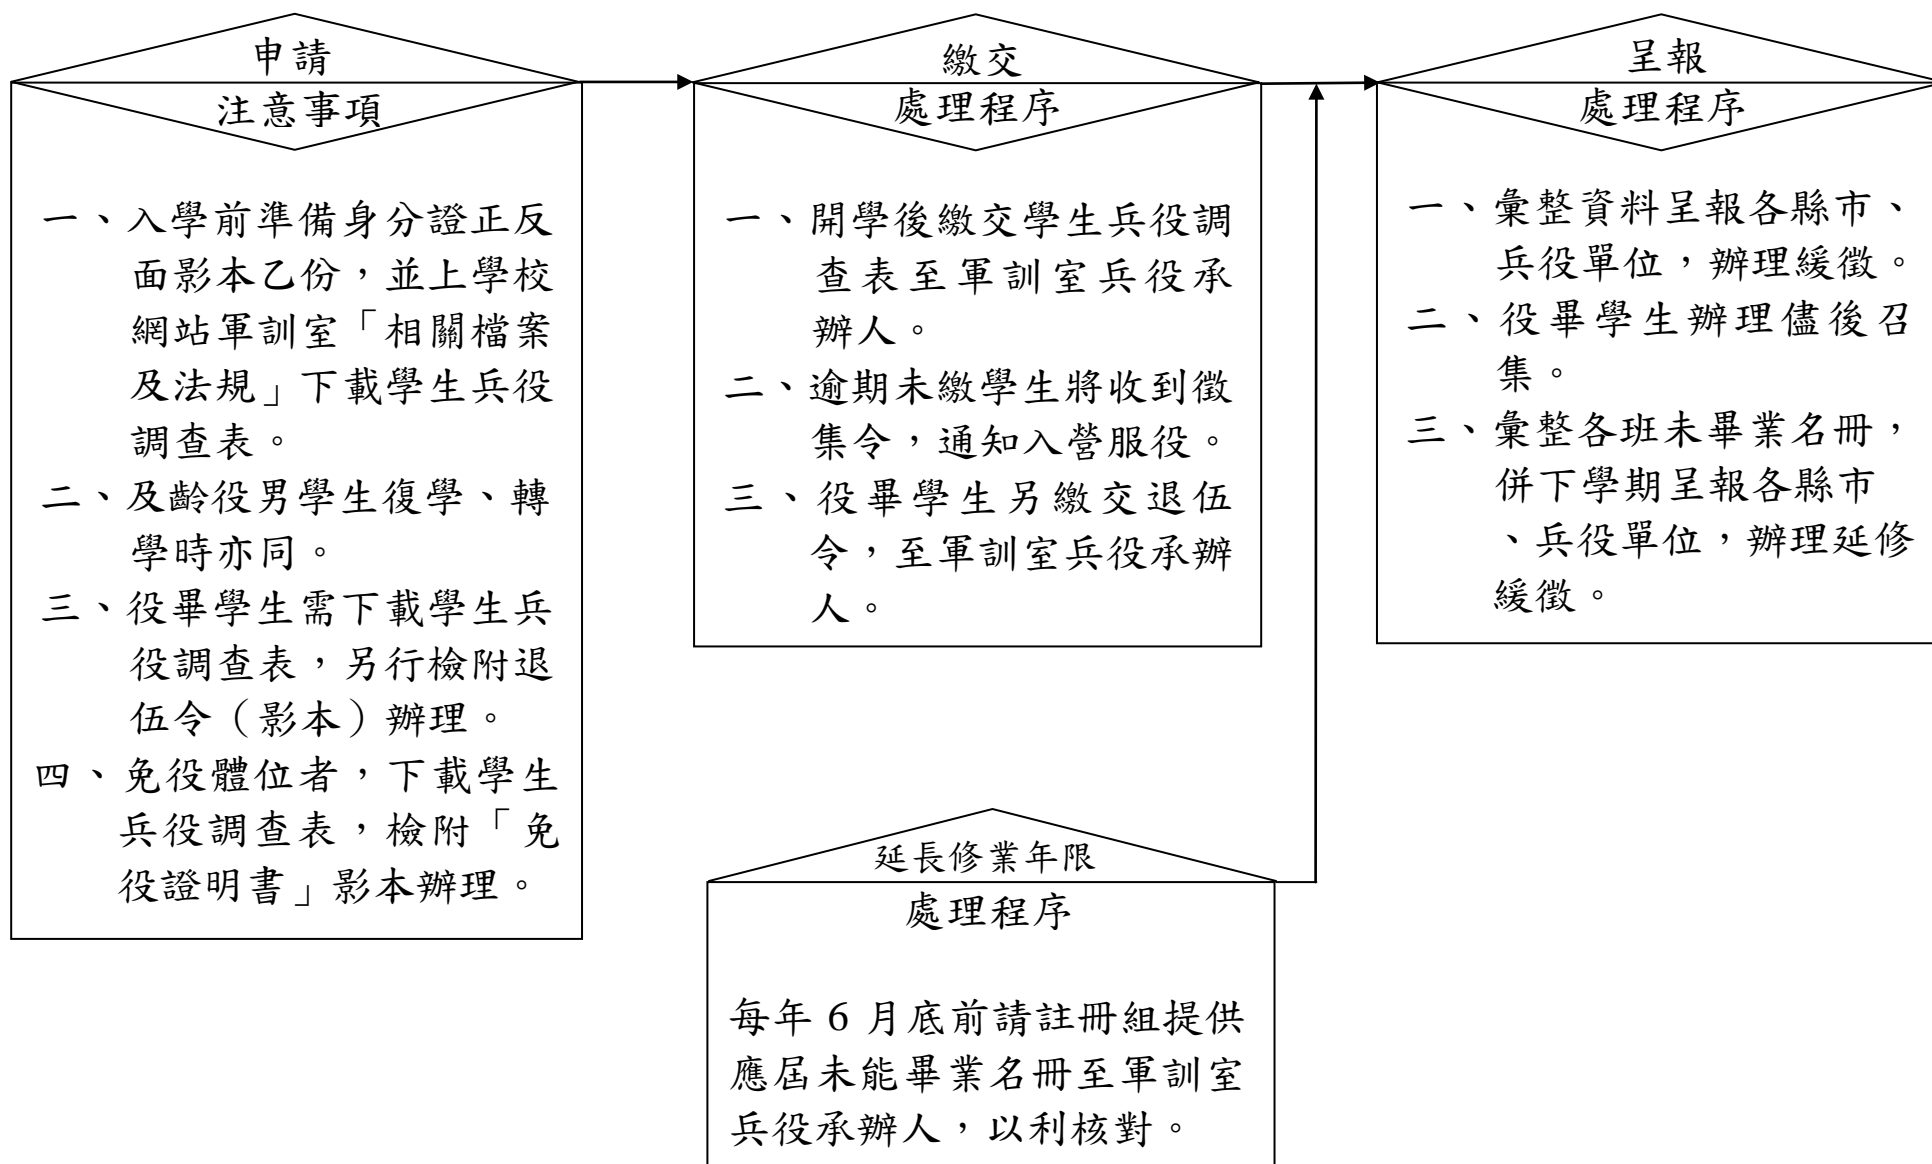 申請
注意事項
一、入學前準備身分證正反
面影本乙份，並上學校
網站軍訓室「相關檔案
及法規」下載學生兵役
調查表。
二、及齡役男學生復學、轉
學時亦同。
三、役畢學生需下載學生兵
役調查表，另行檢附退
伍令（影本）辦理。
四、免役體位者，下載學生
兵役調查表，檢附「免
役證明書」影本辦理。
繳交
處理程序
一、開學後繳交學生兵役調
查表至軍訓室兵役承
辦人。
二、逾期未繳學生將收到徵
集令，通知入營服役。
三、役畢學生另繳交退伍
令，至軍訓室兵役承辦
人。
延長修業年限
處理程序
每年 6 月底前請註冊組提供
應屆未能畢業名冊至軍訓室
兵役承辦人，以利核對。
呈報
處理程序
一、彙整資料呈報各縣市、
兵役單位，辦理緩徵。
二、役畢學生辦理儘後召
集。
三、彙整各班未畢業名冊，
併下學期呈報各縣市
、兵役單位，辦理延修
緩徵。